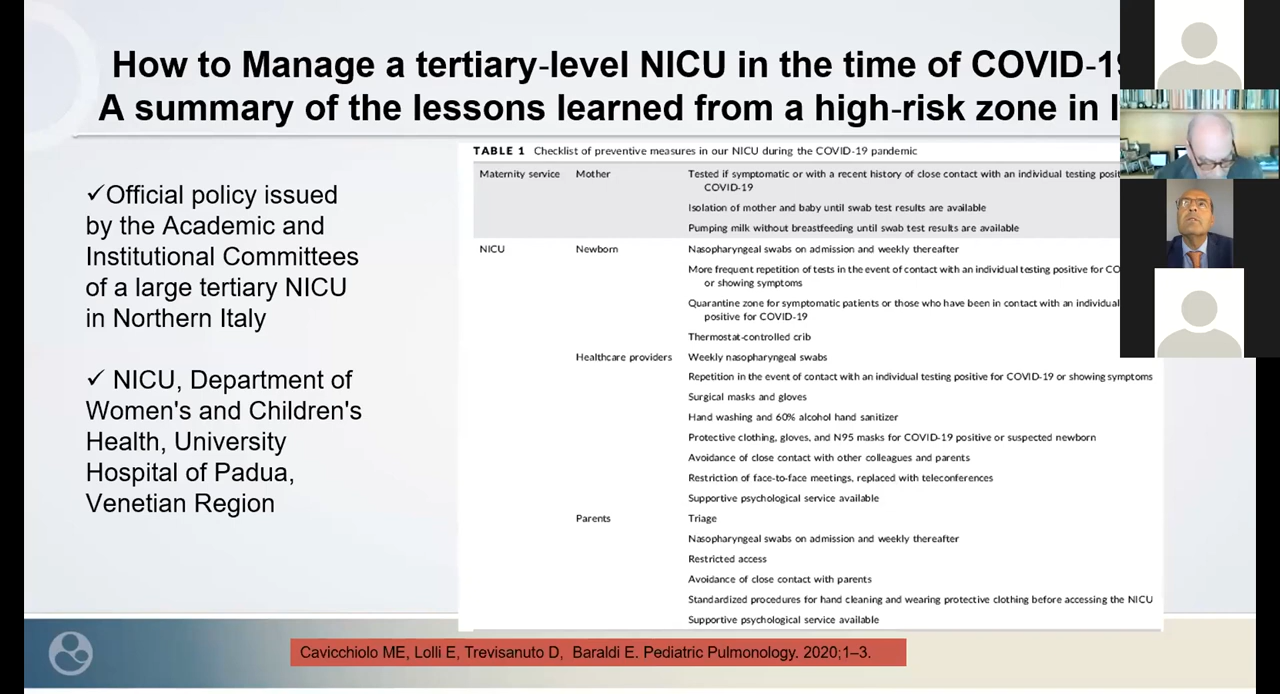 How to Manage a tertiary-level NICU in the time of COVID-19
A summary of the lessons learned from a high-risk zone in
✓Official policy issued
by the Academic and
Institutional Committees
of a large tertiary NICU
in Northern Italy
✓ NICU, Department of
Women's and Children's
Health, University
Hospital of Padua,
Venetian Region
TABLE 1 Checklist of preventive measures in our NICU during the COVID-19 pandemic
Maternity service Mother Tested if symptomatic or with a recent history of close contact with an individual testing
COVID-19
Isolation of mother and baby until swab test results are available
Pumping milk without breastfeeding until swab test results are available
NICU Newborn Nasopharyngeal swabs on admission and weekly thereafter
More frequent repetition of tests in the event of contact with an individual testing positive for
or showing symptoms
Quarantine zone for symptomatic patients or those who have been in contact with an individual
positive for COVID-19
Thermostat-controlled crib
Healthcare providers Weekly nasopharyngeal swabs
Repetition in the event of contact with an individual testing positive for COVID-19 or showing symptoms
Surgical masks and gloves
Hand washing and 60% alcohol hand sanitizer
Protective clothing, gloves, and N95 masks for COVID-19 positive or suspected newborn
Avoidance of close contact with other colleagues and parents
Restriction of face-to-face meetings, replaced with teleconferences
Supportive psychological service available
Parents Triage
Nasopharyngeal swabs on admission and weekly thereafter
Restricted access
Avoidance of close contact with parents
Standardized procedures for hand cleaning and wearing protective clothing before accessing the NICU
Supportive psychological service available
Cavicchiolo ME, Lolli E, Trevisanuto D, Baraldi E. Pediatric Pulmonology. 2020;1–3.